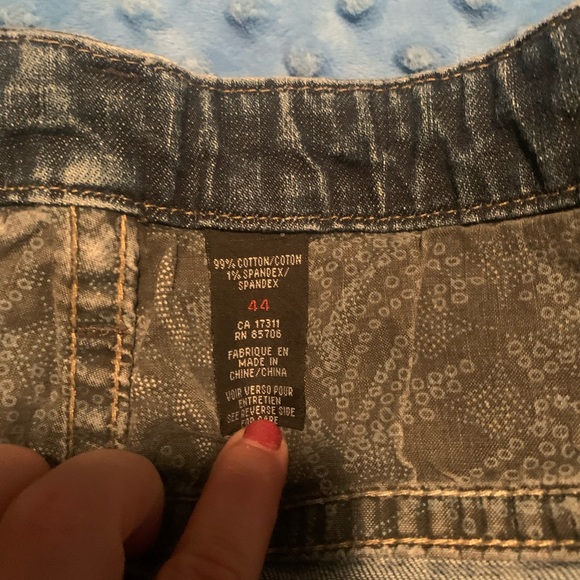 99% COTTON/COTON
1% SPANDEX/
SPANDEX
44
CA 17311
RN 85708
FABRIQUE EN
MADE IN
CHINE/CHINA
VOIR VERSO POUR
ENTRETIEN
SEE REVERSE SIDE
FOR CARE